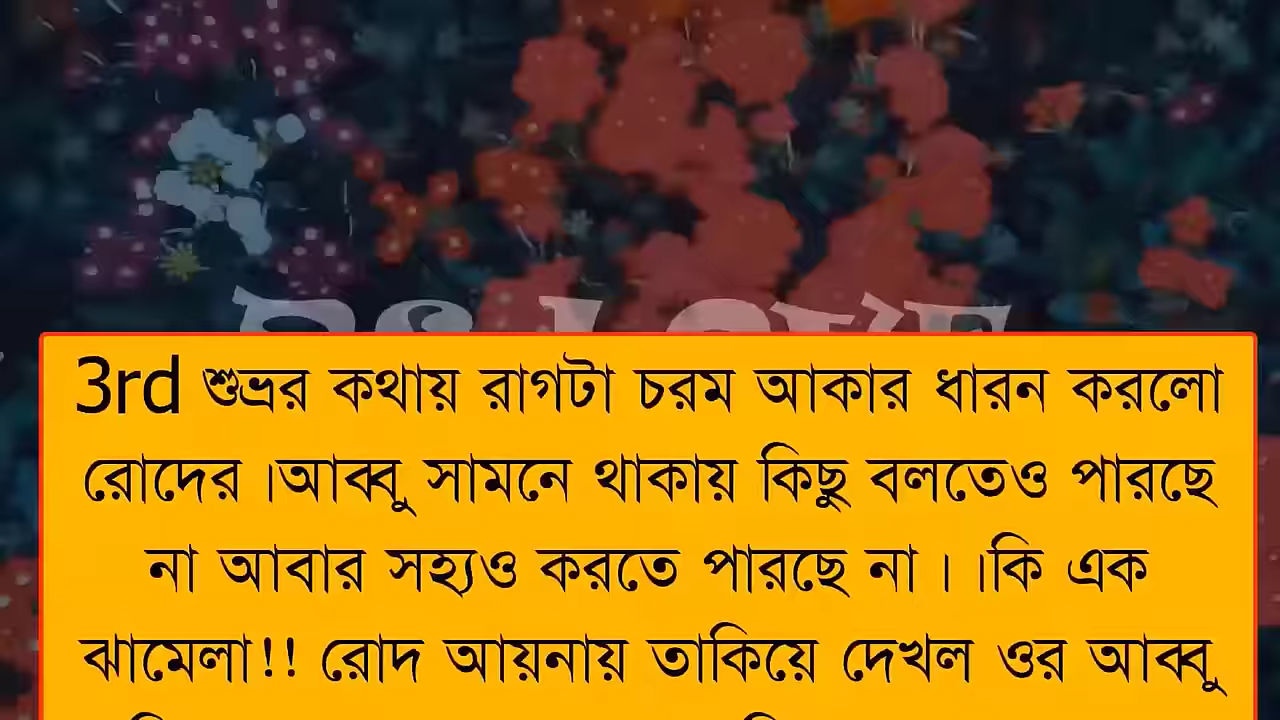 3rd শুভ্রর কথায় রাগটা চরম আকার ধারন করলো
রোদের ।আব্বু সামনে থাকায় কিছু বলতেও পারছে
না আবার সহ্যও করতে পারছে না । ।কি এক
ঝামেলা!! রোদ আয়নায় তাকিয়ে দেখল ওর আব্বু